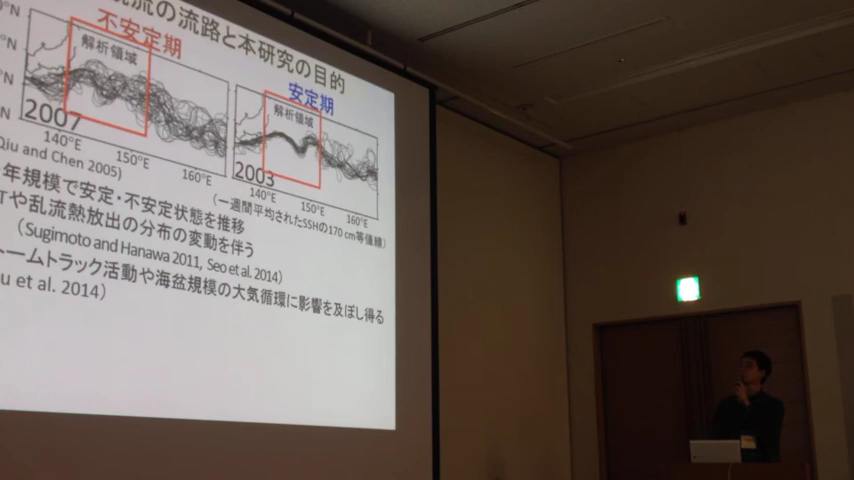 流の流路と本研究の目的
不安定期
安定期
解析領域
解析領域
°N
°N
N
2007
2003
140°E
150°E
160°E
140°E
150°E
160°E
Qiu and Chen 2005)
(一週間平均されたSSHの170 cm等値線)
年規模で安定・不安定状態を推移
や乱流熱放出の分布の変動を伴う
(Sugimoto and Hanawa 2011, Seo et al. 2014)
ームトラック活動や海盆規模の大気循環に影響を及ぼし得る
u et al. 2014)